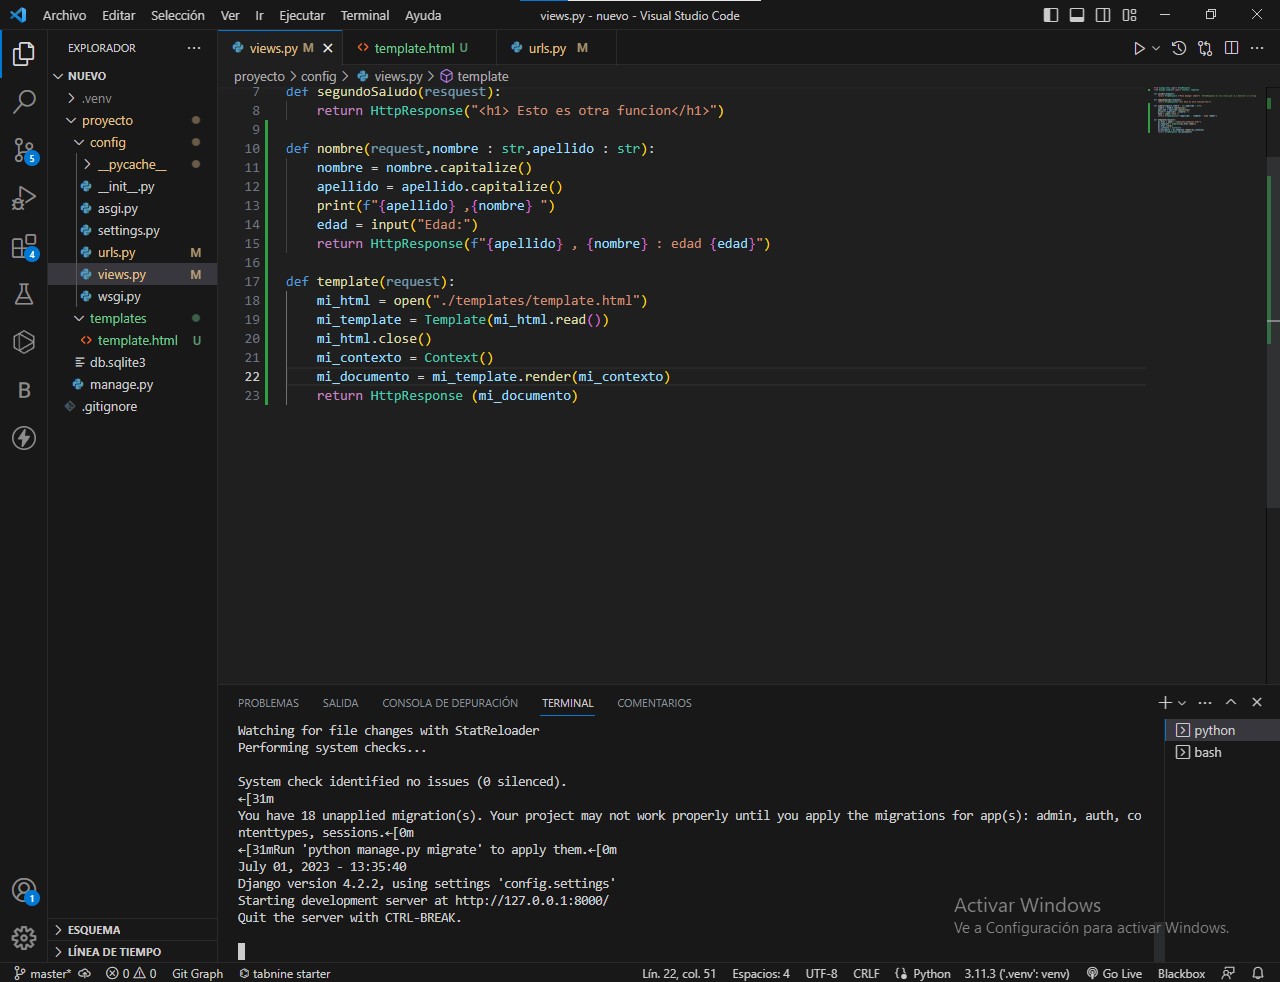 Archivo Editar Selección Ver Ir Ejecutar Terminal Ayuda
views.py - nuevo - Visual Studio Code
EXPLORADOR
views.py M
template.html U
urls.py M
NUEVO
.venv
proyecto
config
__pycache__
__init__.py
asgi.py
settings.py
urls.py M
views.py M
wsgi.py
templates
template.html U
db.sqlite3
manage.py
.gitignore
5
4
B
1
proyecto > config > views.py > template
7 def segundoSaludo(resquest):
8 return HttpResponse("<h1> Esto es otra funcion</h1>")
9
10 def nombre(request,nombre : str,apellido : str):
11 nombre = nombre.capitalize()
12 apellido = apellido.capitalize()
13 print(f"{apellido} ,{nombre} ")
14 edad = input("Edad:")
15 return HttpResponse(f"{apellido} , {nombre} : edad {edad}")
16
17 def template(request):
18 mi_html = open("./templates/template.html")
19 mi_template = Template(mi_html.read())
20 mi_html.close()
21 mi_contexto = Context()
22 mi_documento = mi_template.render(mi_contexto)
23 return HttpResponse (mi_documento)
PROBLEMAS SALIDA CONSOLA DE DEPURACIÓN TERMINAL COMENTARIOS
python
bash
Watching for file changes with StatReloader
Performing system checks...
System check identified no issues (0 silenced).
←[31m
You have 18 unapplied migration(s). Your project may not work properly until you apply the migrations for app(s): admin, auth, co
ntenttypes, sessions.←[0m
←[31mRun 'python manage.py migrate' to apply them.←[0m
July 01, 2023 - 13:35:40
Django version 4.2.2, using settings 'config.settings'
Starting development server at http://127.0.0.1:8000/
Quit the server with CTRL-BREAK.
Activar Windows
Ve a Configuración para activar Windows.
ESQUEMA
LÍNEA DE TIEMPO
master* 0 0 Git Graph tabnine starter Lín. 22, col. 51 Espacios: 4 UTF-8 CRLF Python 3.11.3 ('.venv': venv) Go Live Blackbox